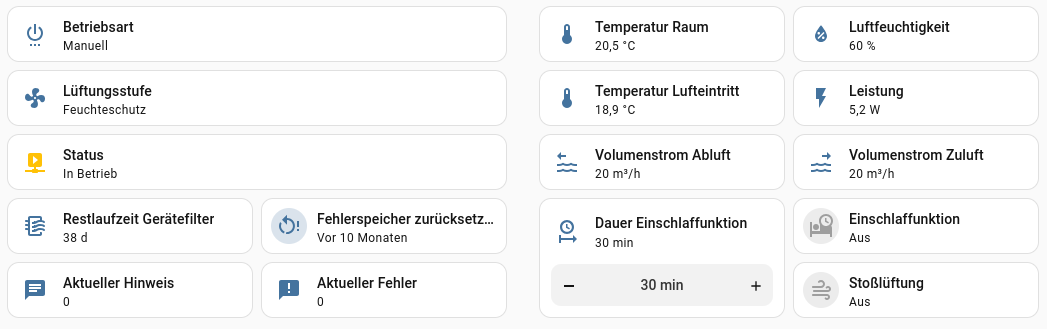 Betriebsart
Manuell
Lüftungsstufe
Feuchteschutz
Status
In Betrieb
Restlaufzeit Gerätefilter
38 d
Fehlerspeicher zurücksetz…
Vor 10 Monaten
Aktueller Hinweis
0
Aktueller Fehler
0
Temperatur Raum
20,5 °C
Luftfeuchtigkeit
60 %
Temperatur Lufteintritt
18,9 °C
Leistung
5,2 W
Volumenstrom Abluft
20 m³/h
Volumenstrom Zuluft
20 m³/h
Dauer Einschlaffunktion
30 min
− 30 min +
Einschlaffunktion
Aus
Stoßlüftung
Aus